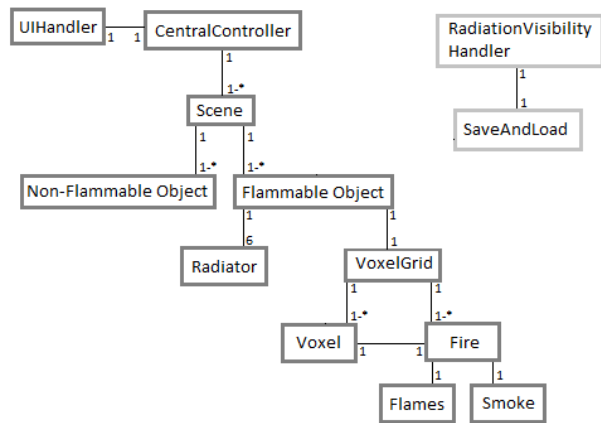 UIHandler
1
1
CentralController
1
1-*
Scene
1
1
1-*
1-*
Non-Flammable Object
Flammable Object
1
6
Radiator
1
1
VoxelGrid
1
1
1-*
1-*
Voxel
1
1
Fire
1
1
Flames
Smoke
RadiationVisibility
Handler
1
1
SaveAndLoad